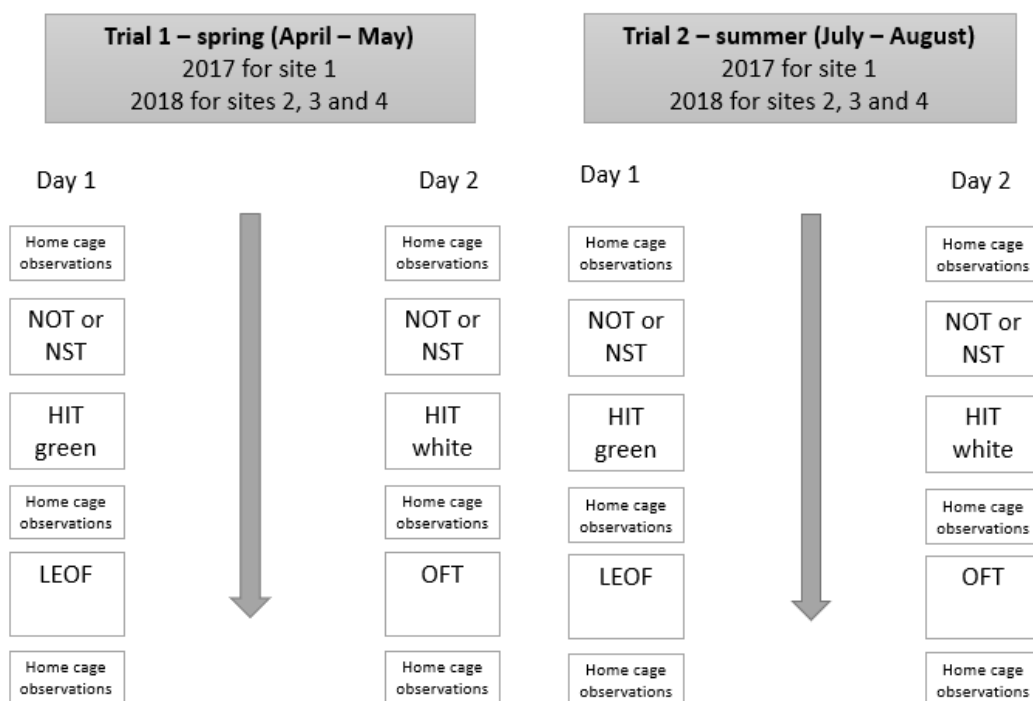 Trial 1 – spring (April – May)
2017 for site 1
2018 for sites 2, 3 and 4
Day 1
Home cage
observations
NOT or
NST
HIT
green
Home cage
observations
LEOF
Home cage
observations
Day 2
Home cage
observations
NOT or
NST
HIT
white
Home cage
observations
OFT
Home cage
observations
Trial 2 – summer (July – August)
2017 for site 1
2018 for sites 2, 3 and 4
Day 1
Home cage
observations
NOT or
NST
HIT
green
Home cage
observations
LEOF
Home cage
observations
Day 2
Home cage
observations
NOT or
NST
HIT
white
Home cage
observations
OFT
Home cage
observations